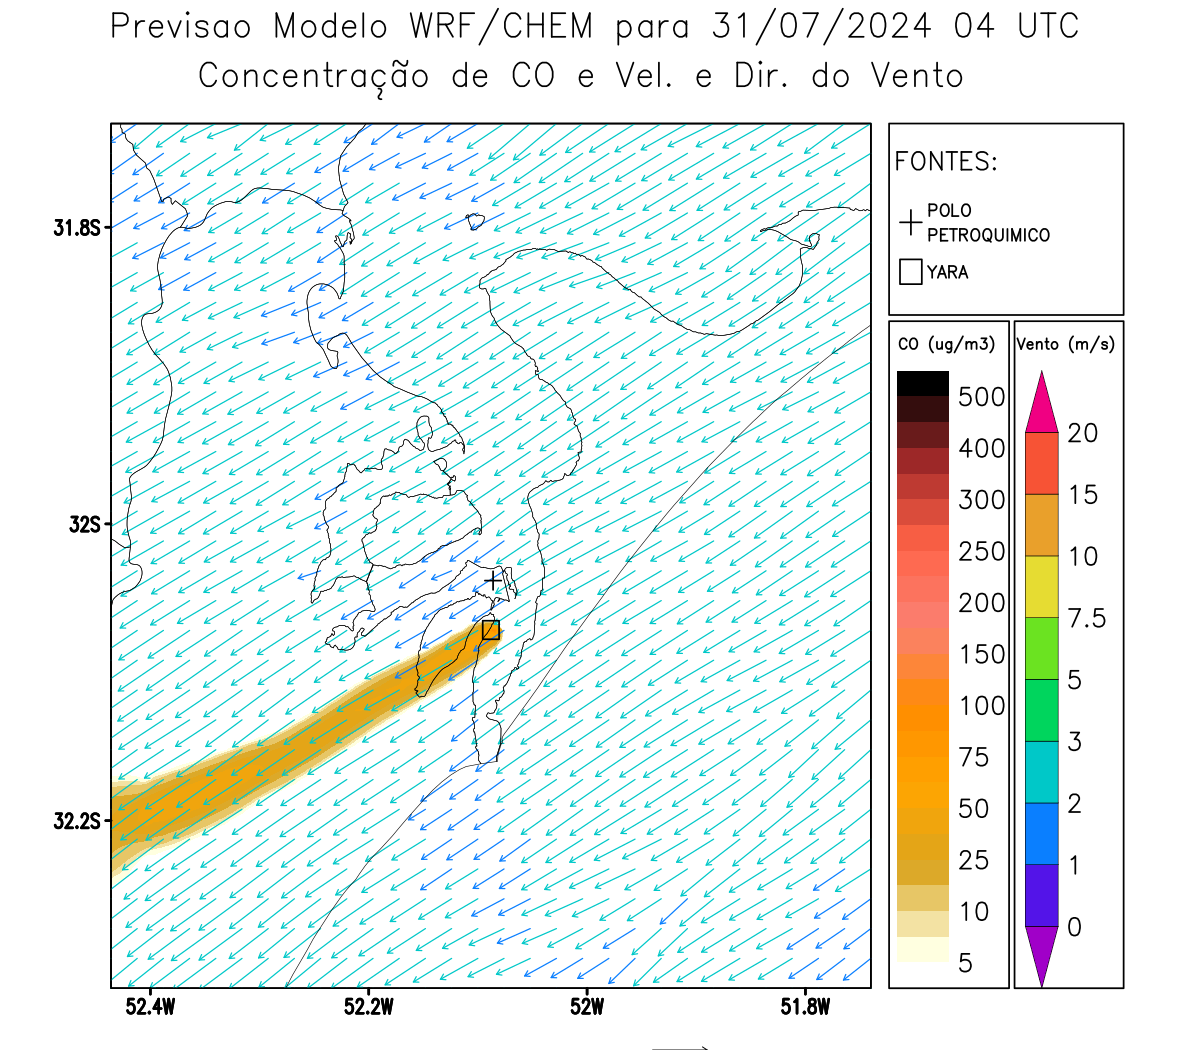 Previsao Modelo WRF/CHEM para 31/07/2024 04 UTC
Concentração de CO e Vel. e Dir. do Vento
FONTES:
POLO
PETROQUIMICO
YARA
CO (ug/m3)
500
400
300
250
200
150
100
75
50
25
10
5
Vento (m/s)
20
15
10
7.5
5
3
2
1
0
31.8S
32S
32.2S
52.4W
52.2W
52W
51.8W